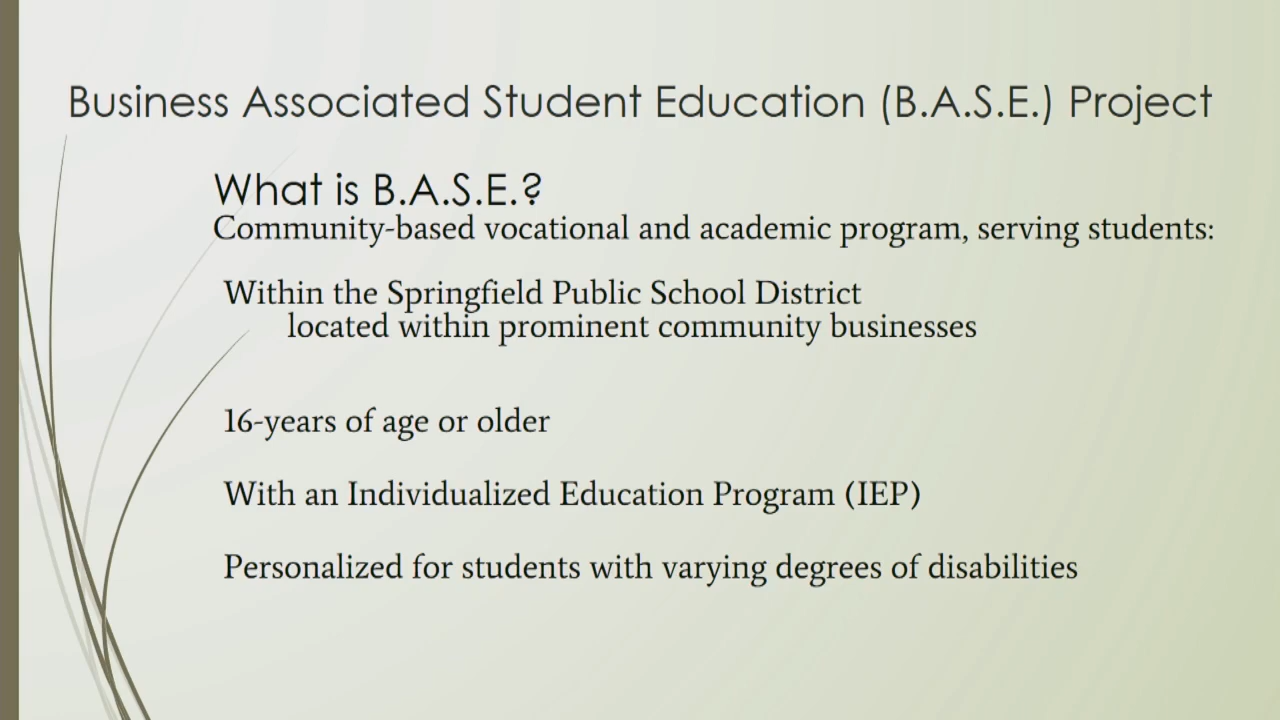 Business Associated Student Education (B.A.S.E.) Project
What is B.A.S.E.?
Community-based vocational and academic program, serving students:
Within the Springfield Public School District
located within prominent community businesses
16-years of age or older
With an Individualized Education Program (IEP)
Personalized for students with varying degrees of disabilities